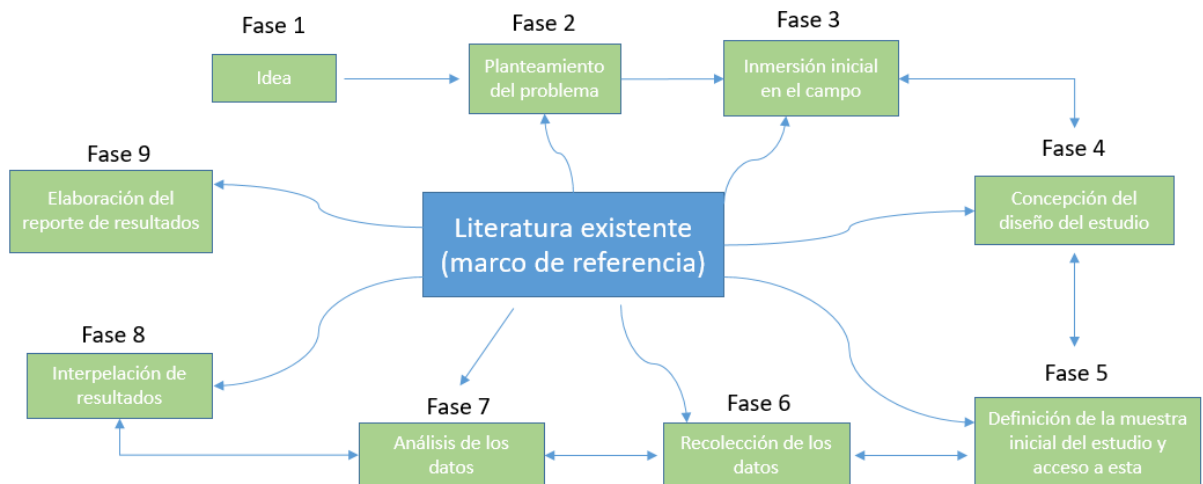 Fase 1
Idea
Fase 2
Planteamiento
del problema
Fase 3
Inmersión inicial
en el campo
Fase 4
Concepción del
diseño del estudio
Fase 9
Elaboración del
reporte de resultados
Literatura existente
(marco de referencia)
Fase 8
Interpelación de
resultados
Fase 7
Análisis de los
datos
Fase 6
Recolección de los
datos
Fase 5
Definición de la muestra
inicial del estudio y
acceso a esta